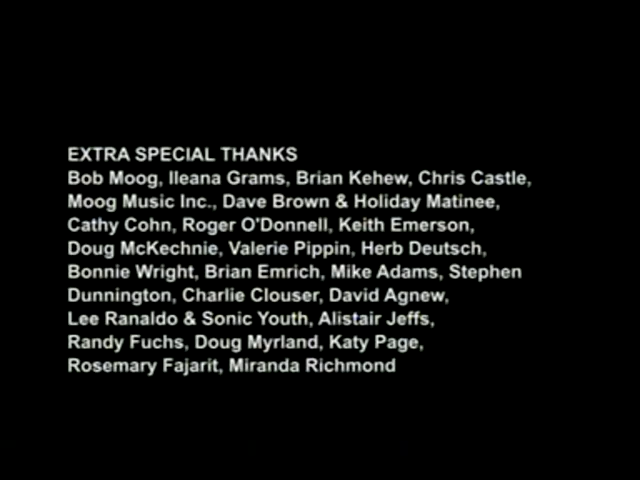 EXTRA SPECIAL THANKS
Bob Moog, Ileana Grams, Brian Kehew, Chris Castle,
Moog Music Inc., Dave Brown & Holiday Matinee,
Cathy Cohn, Roger O'Donnell, Keith Emerson,
Doug McKechnie, Valerie Pippin, Herb Deutsch,
Bonnie Wright, Brian Emrich, Mike Adams, Stephen
Dunnington, Charlie Clouser, David Agnew,
Lee Ranaldo & Sonic Youth, Alistair Jeffs,
Randy Fuchs, Doug Myrland, Katy Page,
Rosemary Fajarit, Miranda Richmond